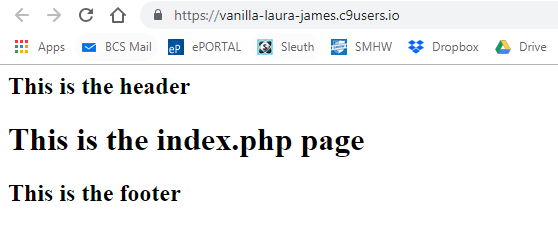 https://vanilla-laura-james.c9users.io
Apps BCS Mail eP ePORTAL Sleuth SMHW Dropbox Drive
This is the header
This is the index.php page
This is the footer